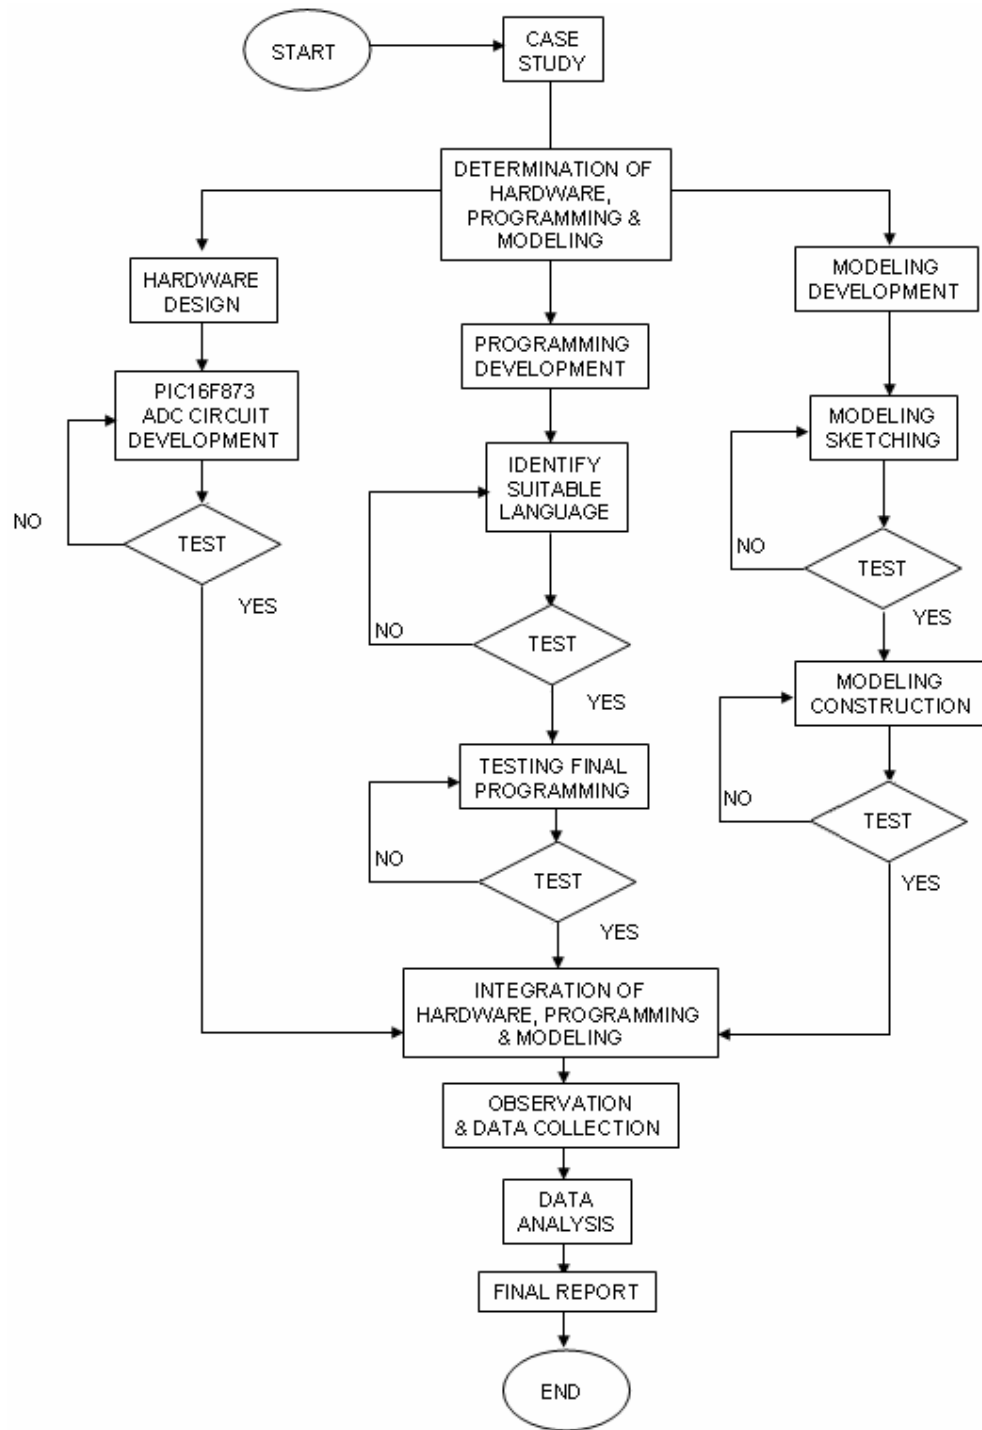 START
CASE
STUDY
DETERMINATION OF
HARDWARE,
PROGRAMMING &
MODELING
HARDWARE
DESIGN
MODELING
DEVELOPMENT
PROGRAMMING
DEVELOPMENT
PIC16F873
ADC CIRCUIT
DEVELOPMENT
MODELING
SKETCHING
IDENTIFY
SUITABLE
LANGUAGE
NO
TEST
YES
NO
TEST
YES
NO
TEST
YES
MODELING
CONSTRUCTION
TESTING FINAL
PROGRAMMING
NO
TEST
YES
NO
TEST
YES
INTEGRATION OF
HARDWARE, PROGRAMMING
& MODELING
OBSERVATION
& DATA COLLECTION
DATA
ANALYSIS
FINAL REPORT
END